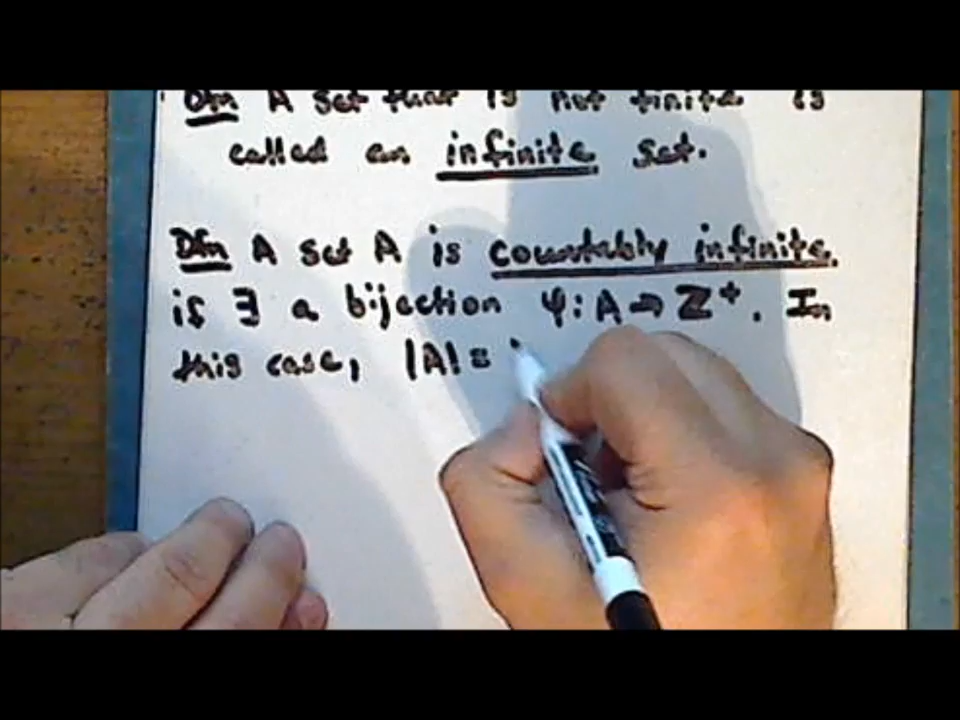 Dfn A set that is not finite is
called an infinite set.
Dfn A set A is countably infinite
if ∃ a bijection φ: A → ℤ⁺. In
this case, |A| =